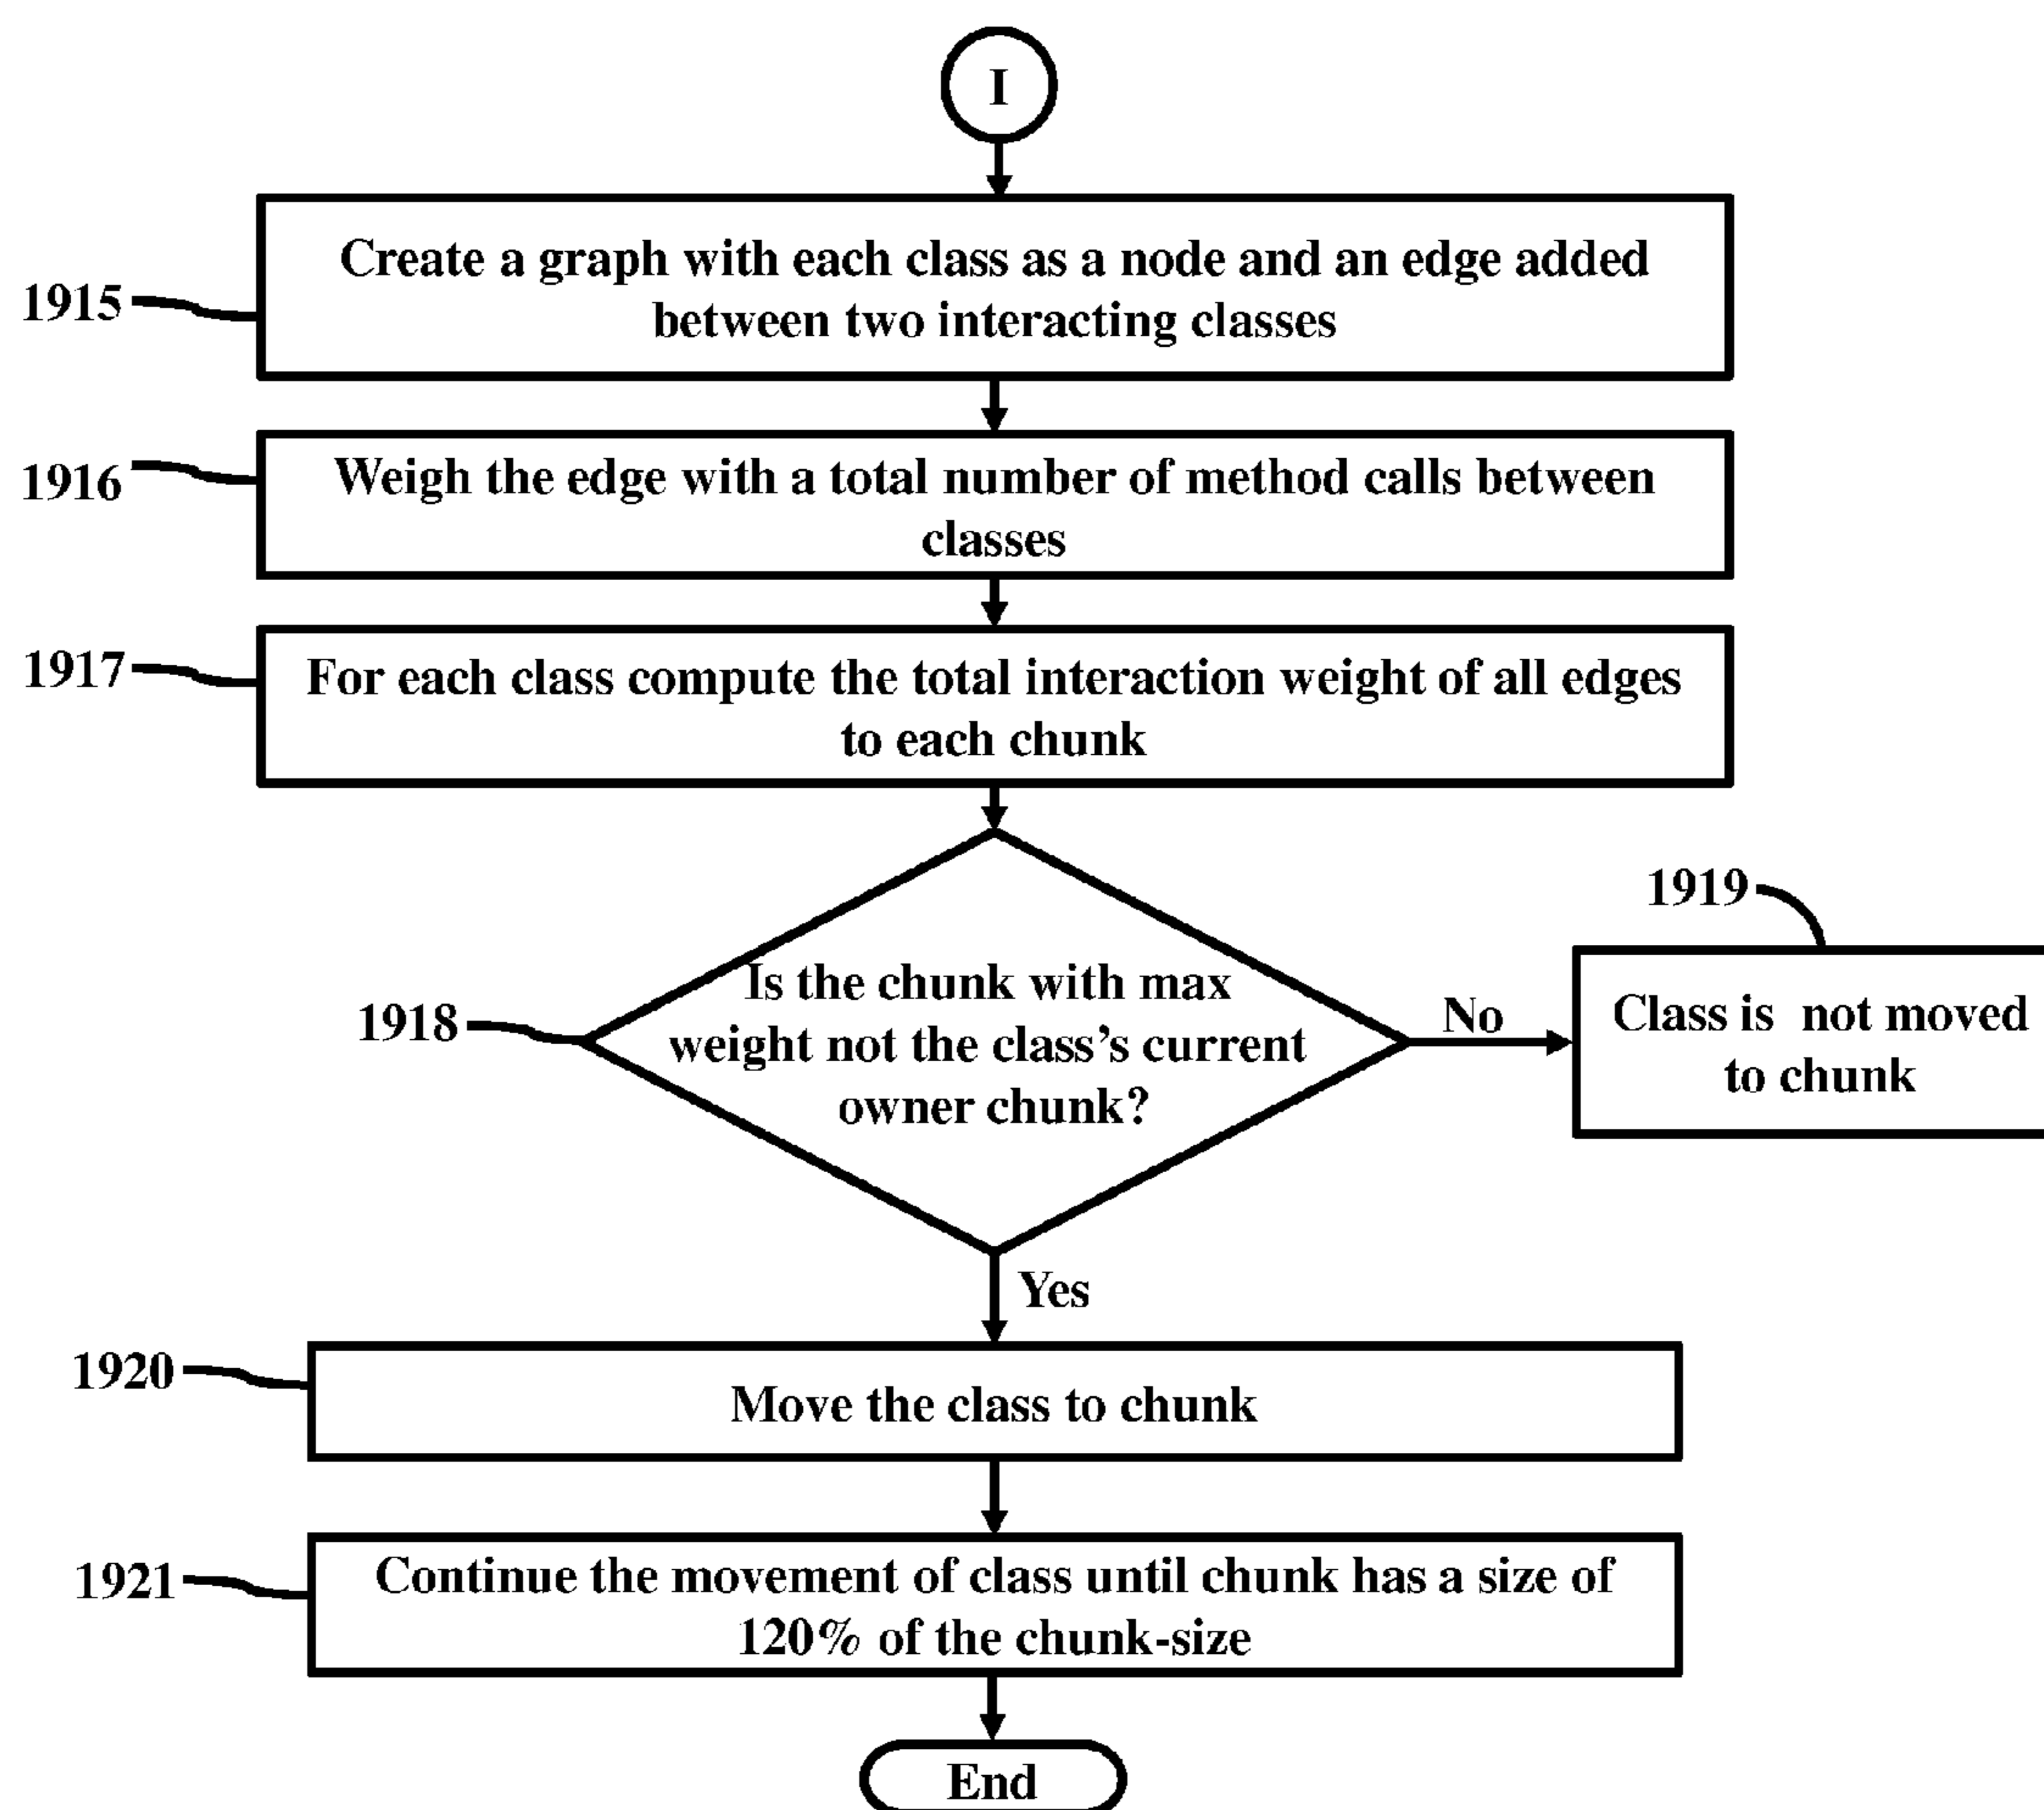 I
Create a graph with each class as a node and an edge added
between two interacting classes
1915
Weigh the edge with a total number of method calls between
classes
1916
For each class compute the total interaction weight of all edges
to each chunk
1917
Is the chunk with max
weight not the class's current
owner chunk?
1918
No
1919
Class is not moved
to chunk
Yes
1920
Move the class to chunk
1921
Continue the movement of class until chunk has a size of
120% of the chunk-size
End